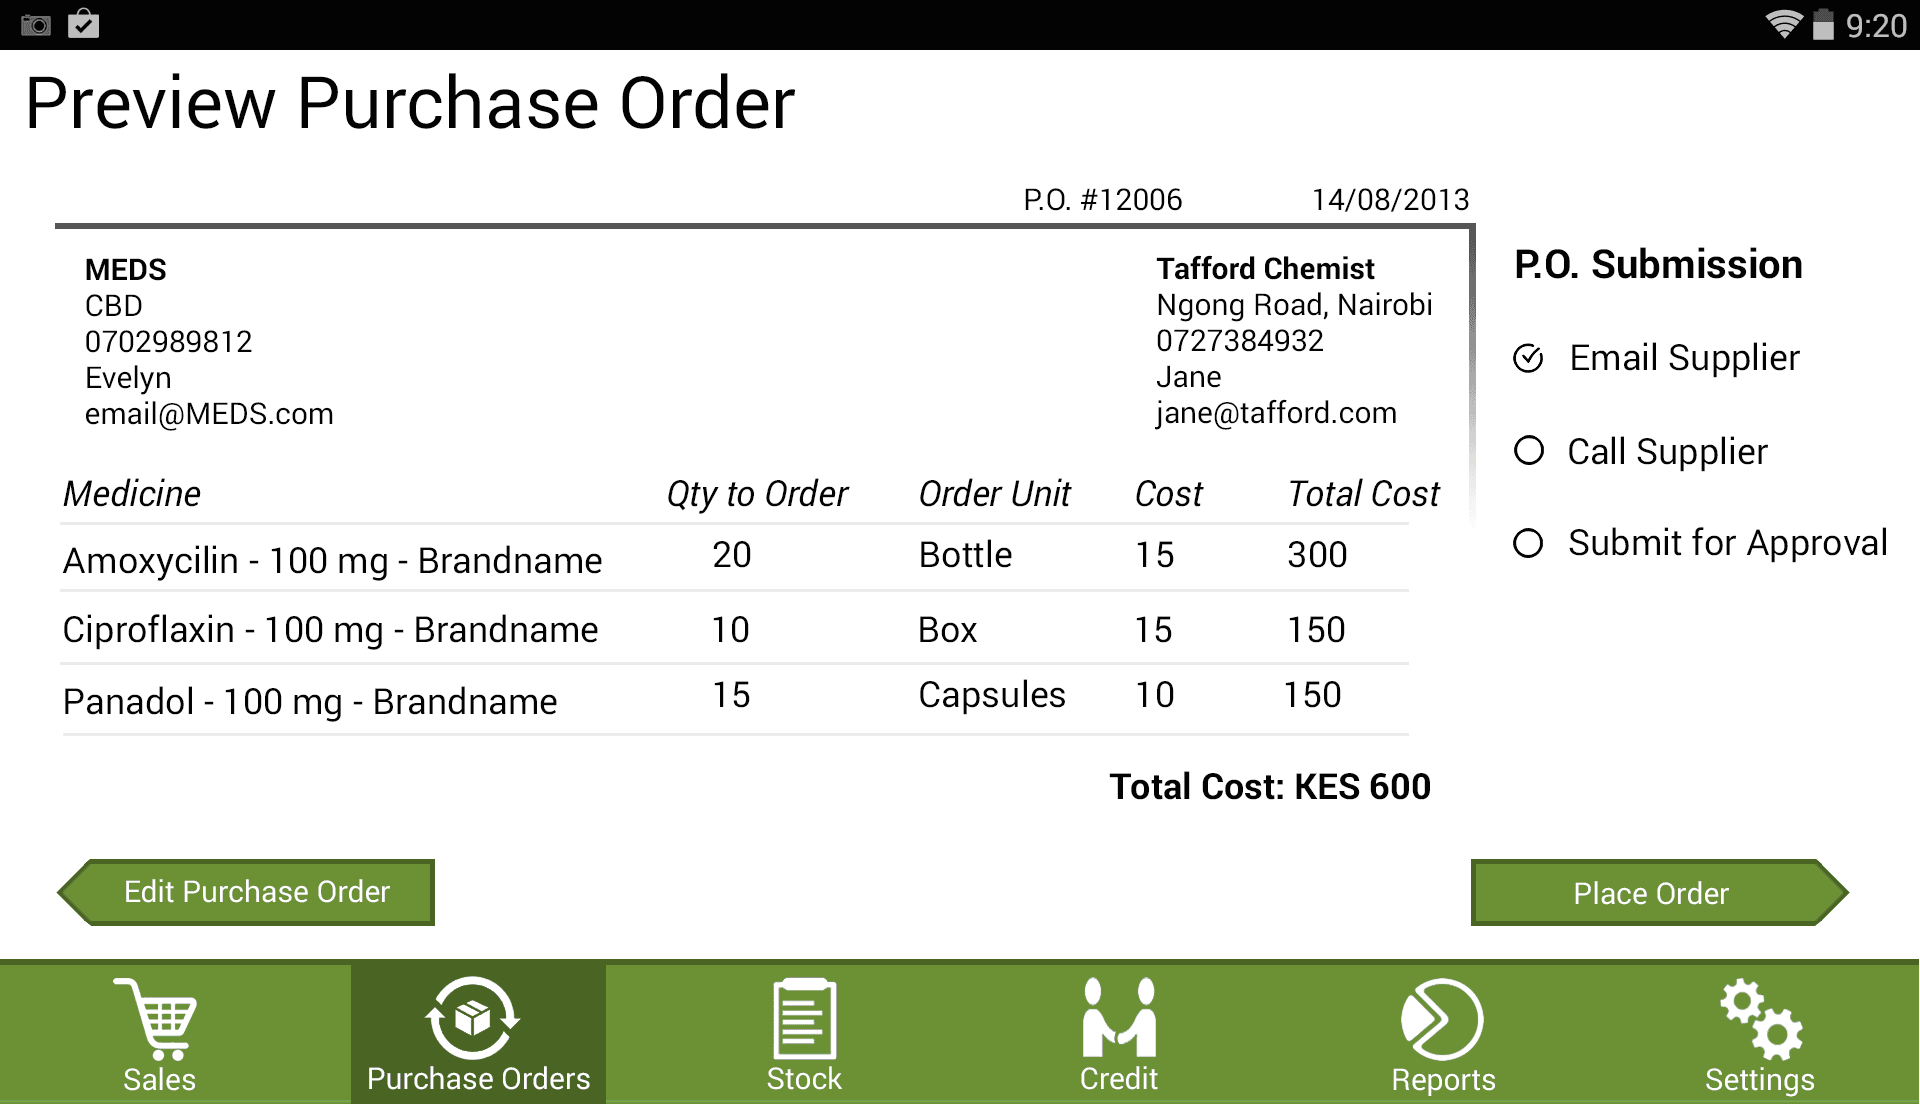 9:20
Preview Purchase Order
P.O. #12006 14/08/2013
MEDS
CBD
0702989812
Evelyn
email@MEDS.com
Tafford Chemist
Ngong Road, Nairobi
0727384932
Jane
jane@tafford.com
P.O. Submission
Email Supplier
Call Supplier
Submit for Approval
Medicine Qty to Order Order Unit Cost Total Cost
Amoxycilin - 100 mg - Brandname 20 Bottle 15 300
Ciproflaxin - 100 mg - Brandname 10 Box 15 150
Panadol - 100 mg - Brandname 15 Capsules 10 150
Total Cost: KES 600
Edit Purchase Order Place Order
Sales Purchase Orders Stock Credit Reports Settings